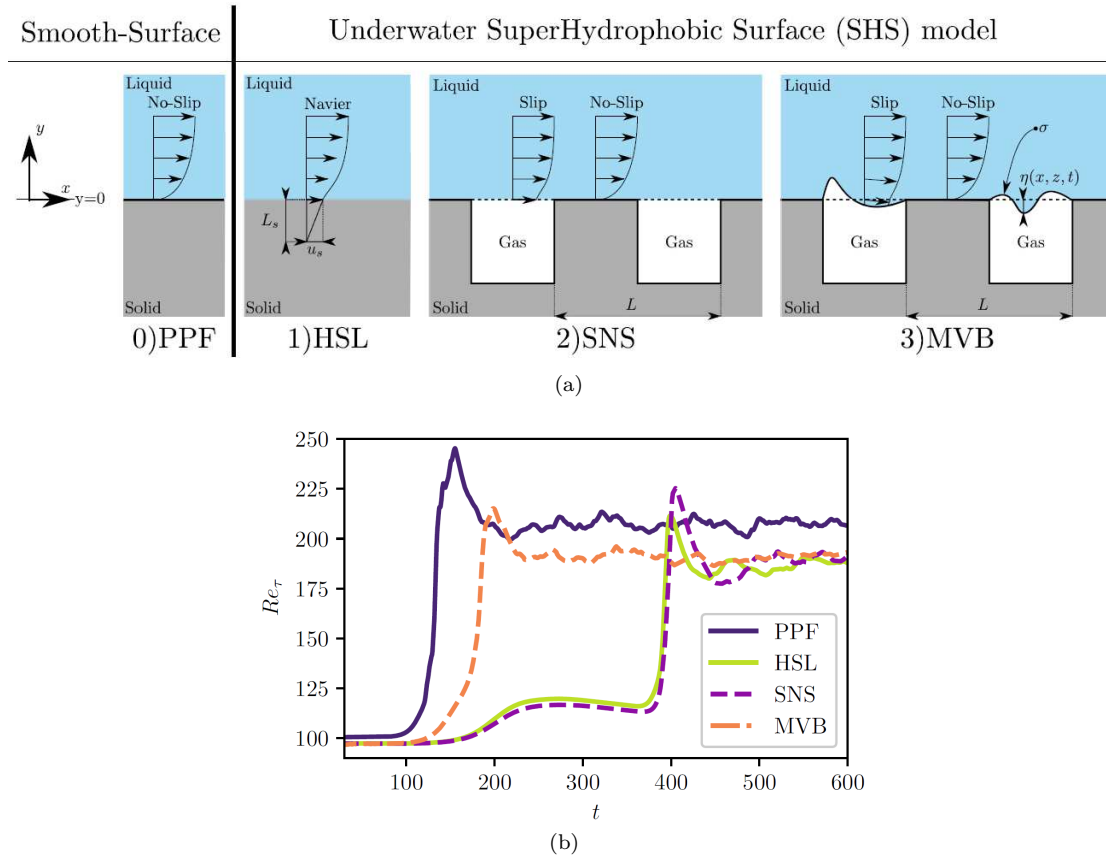 Smooth-Surface
Underwater SuperHydrophobic Surface (SHS) model
Liquid
No-Slip
y
x
y=0
Solid
0)PPF
Liquid
Navier
L_s
u_s
Solid
1)HSL
Liquid
Slip
No-Slip
Gas
Gas
L
Solid
2)SNS
Liquid
Slip
No-Slip
σ
η(x, z, t)
Gas
Gas
L
Solid
3)MVB
(a)
250
225
200
175
150
125
100
Re_τ
PPF
HSL
SNS
MVB
100 200 300 400 500 600
t
(b)